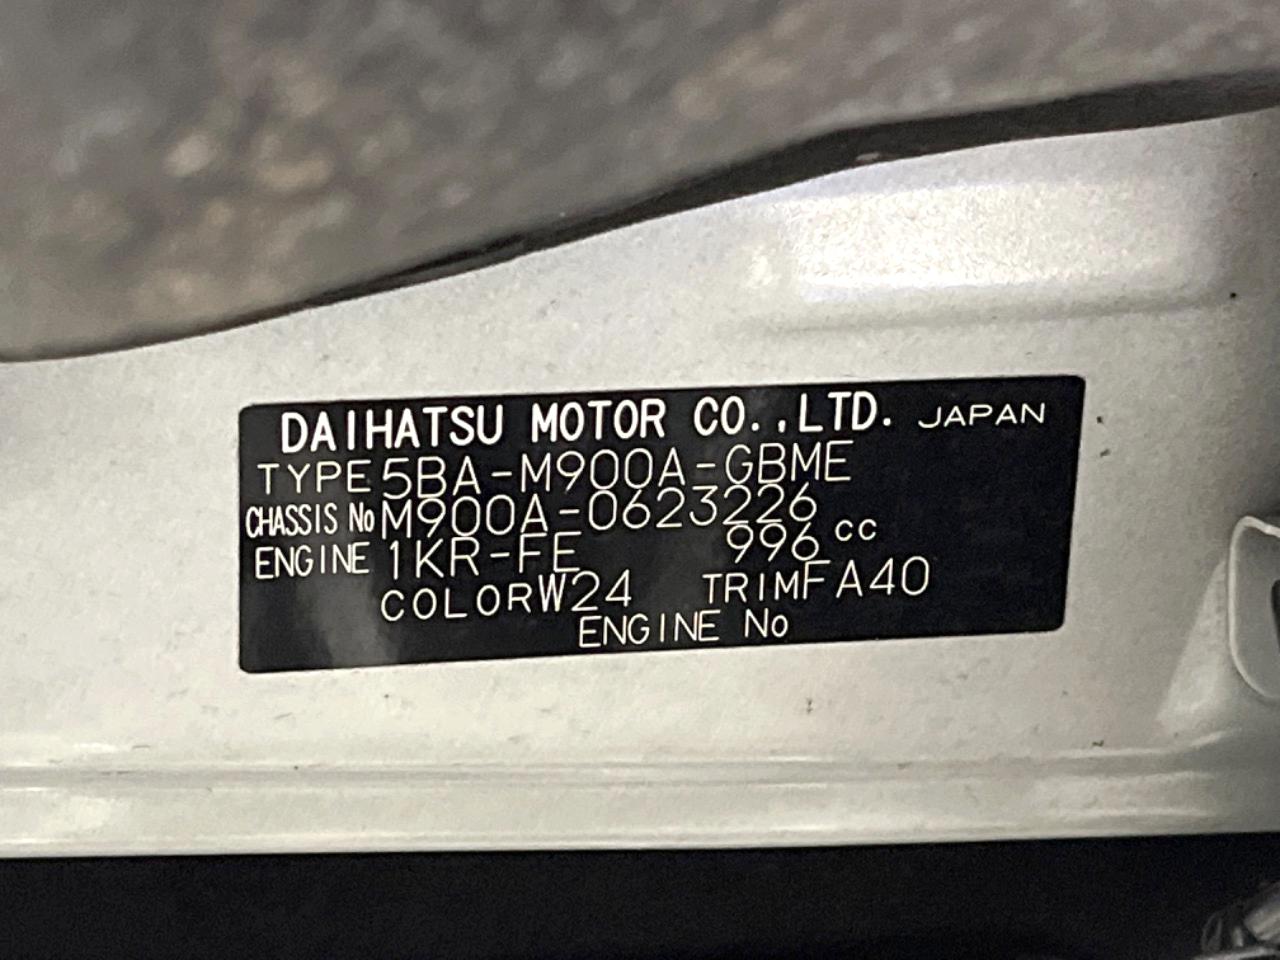 DAIHATSU MOTOR CO.,LTD. JAPAN
TYPE 5BA-M900A-GBME
CHASSIS No M900A-0623226
ENGINE 1KR-FE 996 cc
COLOR W24 TRIM FA40
ENGINE No